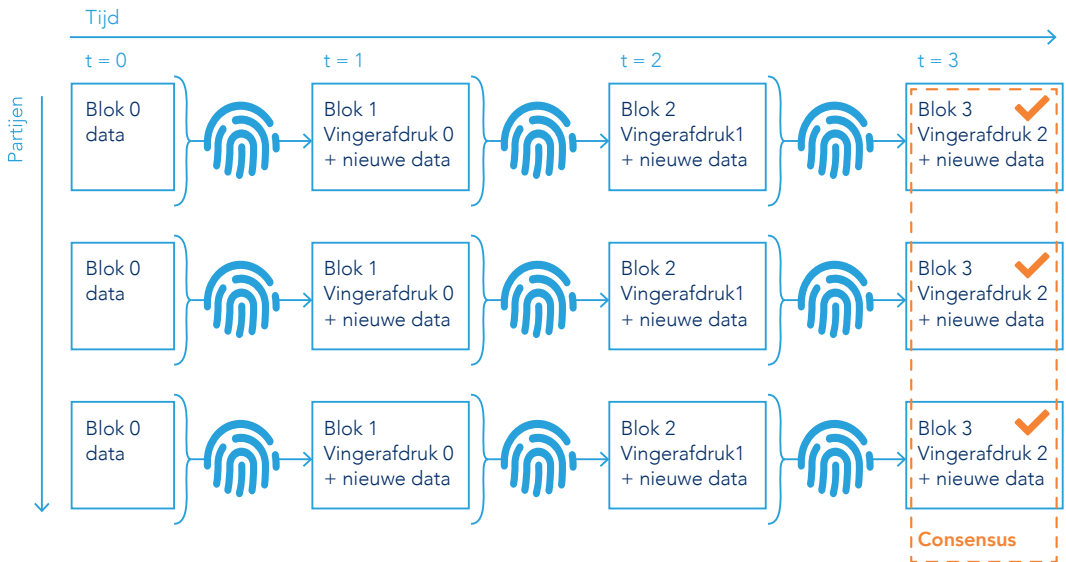 Tijd
t = 0
t = 1
t = 2
t = 3
Partijen
Blok 0
data
Blok 1
Vingerafdruk 0
+ nieuwe data
Blok 2
Vingerafdruk1
+ nieuwe data
Blok 3
Vingerafdruk 2
+ nieuwe data
Blok 0
data
Blok 1
Vingerafdruk 0
+ nieuwe data
Blok 2
Vingerafdruk1
+ nieuwe data
Blok 3
Vingerafdruk 2
+ nieuwe data
Blok 0
data
Blok 1
Vingerafdruk 0
+ nieuwe data
Blok 2
Vingerafdruk1
+ nieuwe data
Blok 3
Vingerafdruk 2
+ nieuwe data
Consensus